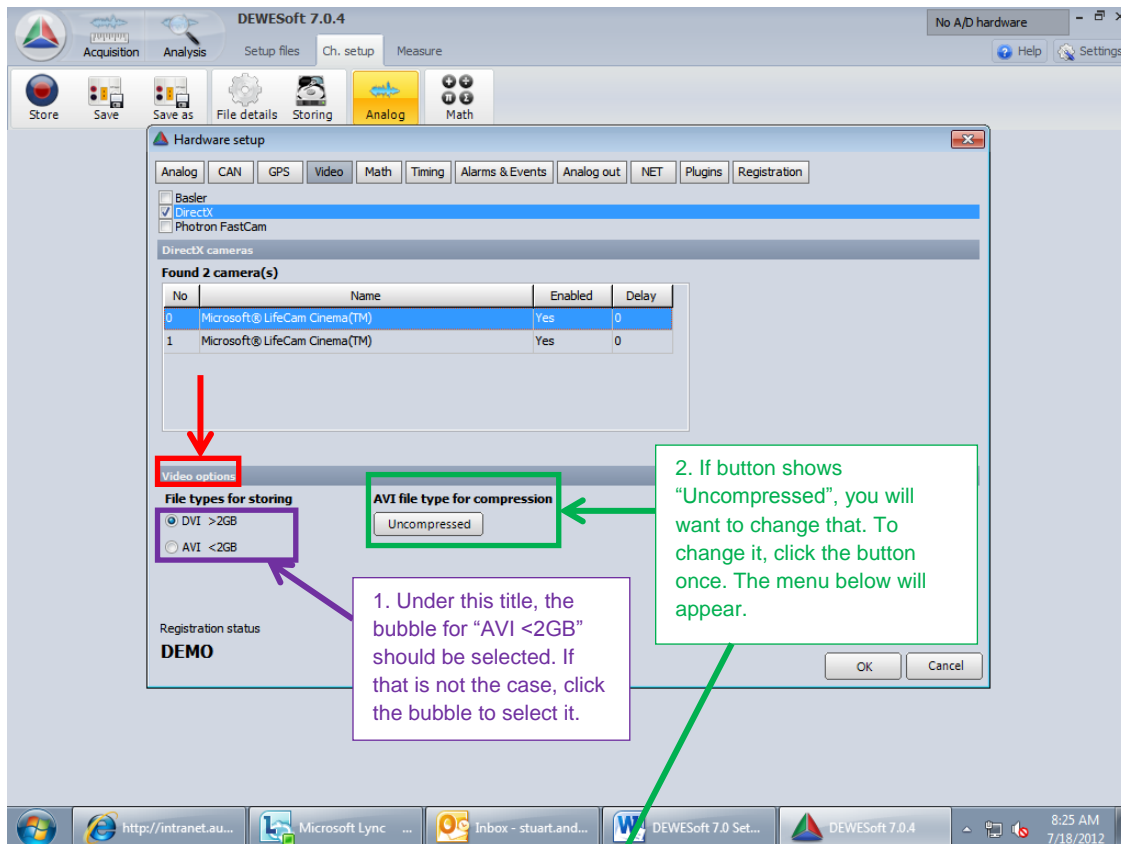 DEWESoft 7.0.4
No A/D hardware
Acquisition Analysis Setup files Ch. setup Measure
Help Settings
Store Save Save as File details Storing Analog Math
Hardware setup
Analog CAN GPS Video Math Timing Alarms & Events Analog out NET Plugins Registration
Basler
DirectX
Photron FastCam
DirectX cameras
Found 2 camera(s)
No Name Enabled Delay
0 Microsoft® LifeCam Cinema(TM) Yes 0
1 Microsoft® LifeCam Cinema(TM) Yes 0
Video options
File types for storing
DVI >2GB
AVI <2GB
AVI file type for compression
Uncompressed
2. If button shows
“Uncompressed”, you will
want to change that. To
change it, click the button
once. The menu below will
appear.
1. Under this title, the
bubble for “AVI <2GB”
should be selected. If
that is not the case, click
the bubble to select it.
Registration status
DEMO
OK Cancel
http://intranet.au... Microsoft Lync ... Inbox - stuart.and... DEWESoft 7.0 Set... DEWESoft 7.0.4
8:25 AM
7/18/2012